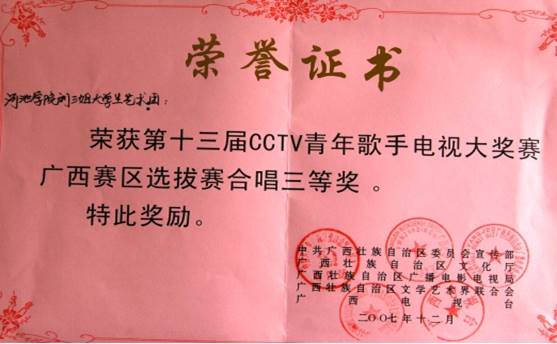 荣誉证书
河池学院刘三姐大学生艺术团：
荣获第十三届CCTV青年歌手电视大奖赛
广西赛区选拔赛合唱三等奖。
特此奖励。
中共广西壮族自治区委员会宣传部
广西壮族自治区文化厅
广西壮族自治区广播电影电视局
广西壮族自治区文学艺术界联合会
广西电视台
二00七年十二月